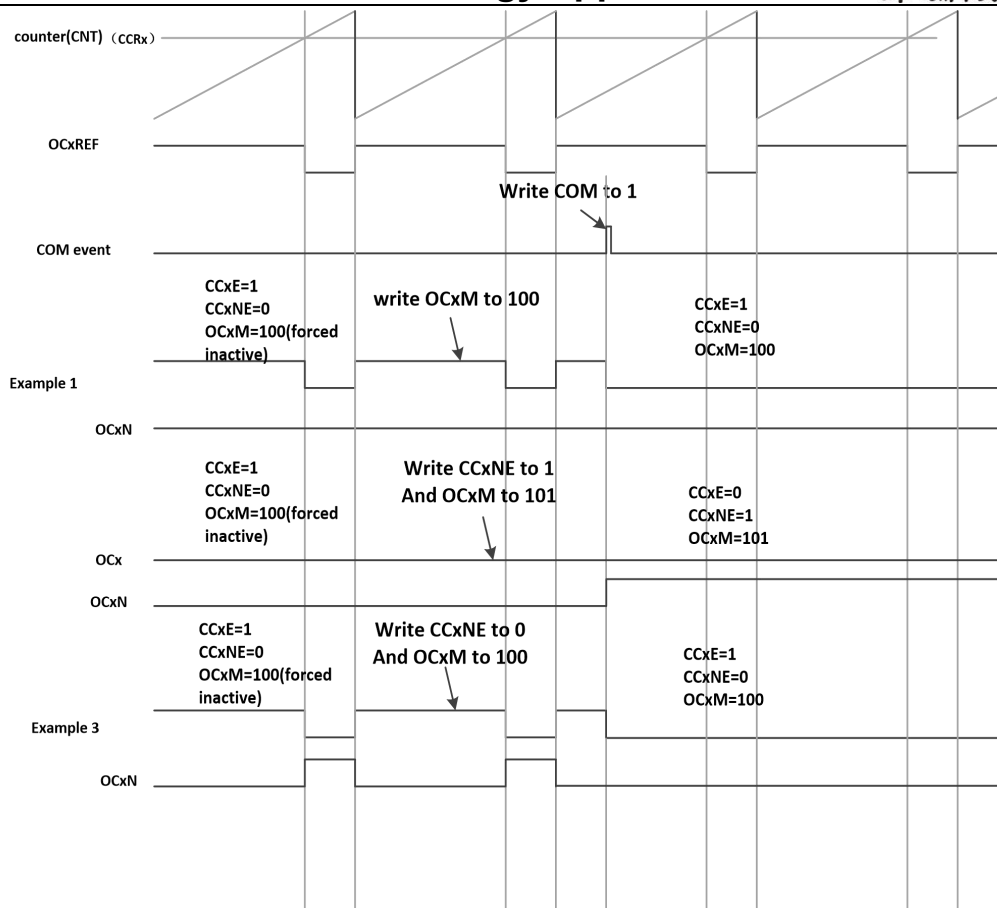 counter(CNT)（CCRx）
OCxREF
Write COM to 1
COM event
CCxE=1
CCxNE=0
OCxM=100(forced
inactive)
write OCxM to 100
CCxE=1
CCxNE=0
OCxM=100
Example 1
OCxN
CCxE=1
CCxNE=0
OCxM=100(forced
inactive)
Write CCxNE to 1
And OCxM to 101
CCxE=0
CCxNE=1
OCxM=101
OCx
OCxN
CCxE=1
CCxNE=0
OCxM=100(forced
inactive)
Write CCxNE to 0
And OCxM to 100
CCxE=1
CCxNE=0
OCxM=100
Example 3
OCxN